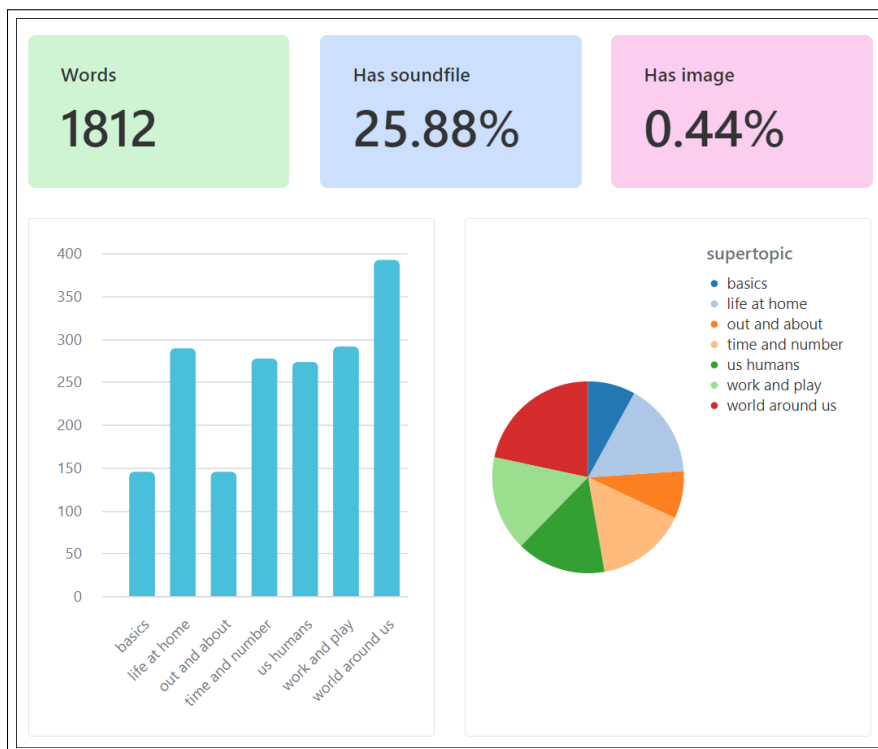 Words
1812
Has soundfile
25.88%
Has image
0.44%
400
350
300
250
200
150
100
50
0
basics
life at home
out and about
time and number
us humans
work and play
world around us
supertopic
basics
life at home
out and about
time and number
us humans
work and play
world around us